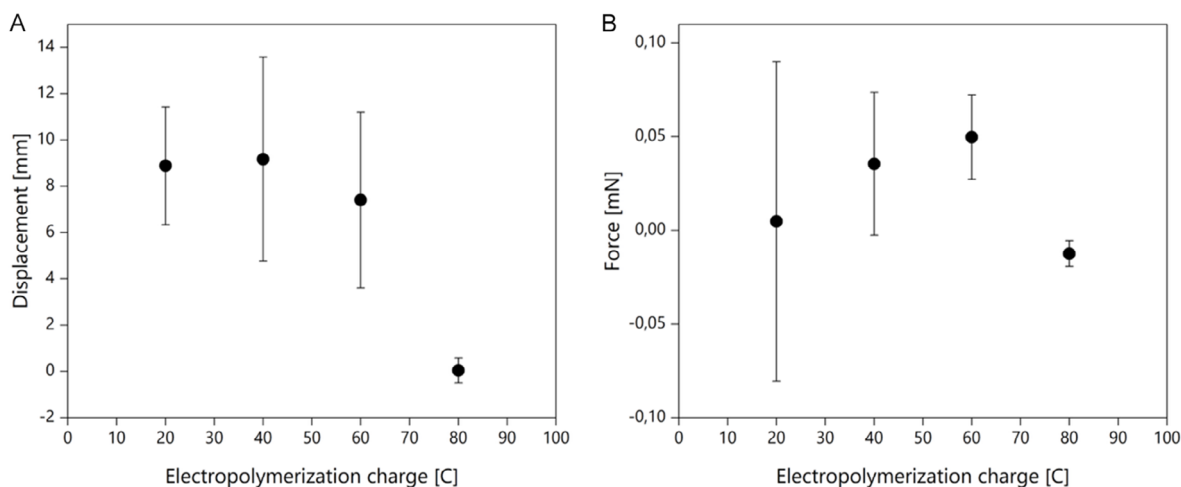 A
14
12
10
8
6
4
2
0
-2
Displacement [mm]
0 10 20 30 40 50 60 70 80 90 100
Electropolymerization charge [C]
B
0,10
0,05
0,00
-0,05
-0,10
Force [mN]
0 10 20 30 40 50 60 70 80 90 100
Electropolymerization charge [C]